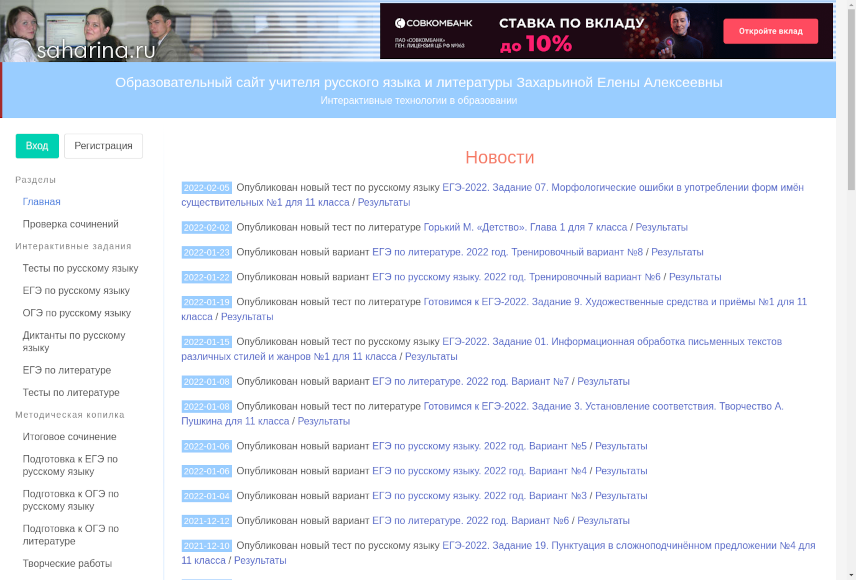 saharina.ru
СОВКОМБАНК
ПАО «СОВКОМБАНК»
ГЕН. ЛИЦЕНЗИЯ ЦБ РФ №963
СТАВКА ПО ВКЛАДУ
до 10%
Откройте вклад
Образовательный сайт учителя русского языка и литературы Захарьиной Елены Алексеевны
Интерактивные технологии в образовании
Вход
Регистрация
Разделы
Главная
Проверка сочинений
Интерактивные задания
Тесты по русскому языку
ЕГЭ по русскому языку
ОГЭ по русскому языку
Диктанты по русскому
языку
ЕГЭ по литературе
Тесты по литературе
Методическая копилка
Итоговое сочинение
Подготовка к ЕГЭ по
русскому языку
Подготовка к ОГЭ по
русскому языку
Подготовка к ОГЭ по
литературе
Творческие работы
Новости
2022-02-05 Опубликован новый тест по русскому языку ЕГЭ-2022. Задание 07. Морфологические ошибки в употреблении форм имён
существительных №1 для 11 класса / Результаты
2022-02-02 Опубликован новый тест по литературе Горький М. «Детство». Глава 1 для 7 класса / Результаты
2022-01-23 Опубликован новый вариант ЕГЭ по литературе. 2022 год. Тренировочный вариант №8 / Результаты
2022-01-22 Опубликован новый вариант ЕГЭ по русскому языку. 2022 год. Тренировочный вариант №6 / Результаты
2022-01-19 Опубликован новый тест по литературе Готовимся к ЕГЭ-2022. Задание 9. Художественные средства и приёмы №1 для 11
класса / Результаты
2022-01-15 Опубликован новый тест по русскому языку ЕГЭ-2022. Задание 01. Информационная обработка письменных текстов
различных стилей и жанров №1 для 11 класса / Результаты
2022-01-08 Опубликован новый вариант ЕГЭ по литературе. 2022 год. Вариант №7 / Результаты
2022-01-08 Опубликован новый тест по литературе Готовимся к ЕГЭ-2022. Задание 3. Установление соответствия. Творчество А.
Пушкина для 11 класса / Результаты
2022-01-06 Опубликован новый вариант ЕГЭ по русскому языку. 2022 год. Вариант №5 / Результаты
2022-01-06 Опубликован новый вариант ЕГЭ по русскому языку. 2022 год. Вариант №4 / Результаты
2022-01-04 Опубликован новый вариант ЕГЭ по русскому языку. 2022 год. Вариант №3 / Результаты
2021-12-12 Опубликован новый вариант ЕГЭ по литературе. 2022 год. Вариант №6 / Результаты
2021-12-10 Опубликован новый тест по русскому языку ЕГЭ-2022. Задание 19. Пунктуация в сложноподчинённом предложении №4 для
11 класса / Результаты